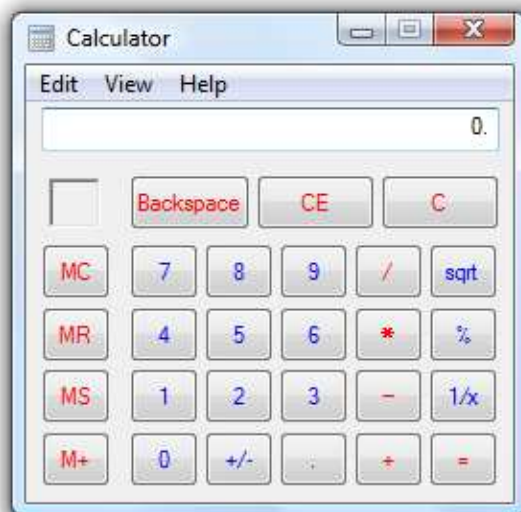 Calculator
Edit View Help
0.
Backspace CE C
MC 7 8 9 / sqrt
MR 4 5 6 * %
MS 1 2 3 - 1/x
M+ 0 +/- . + =